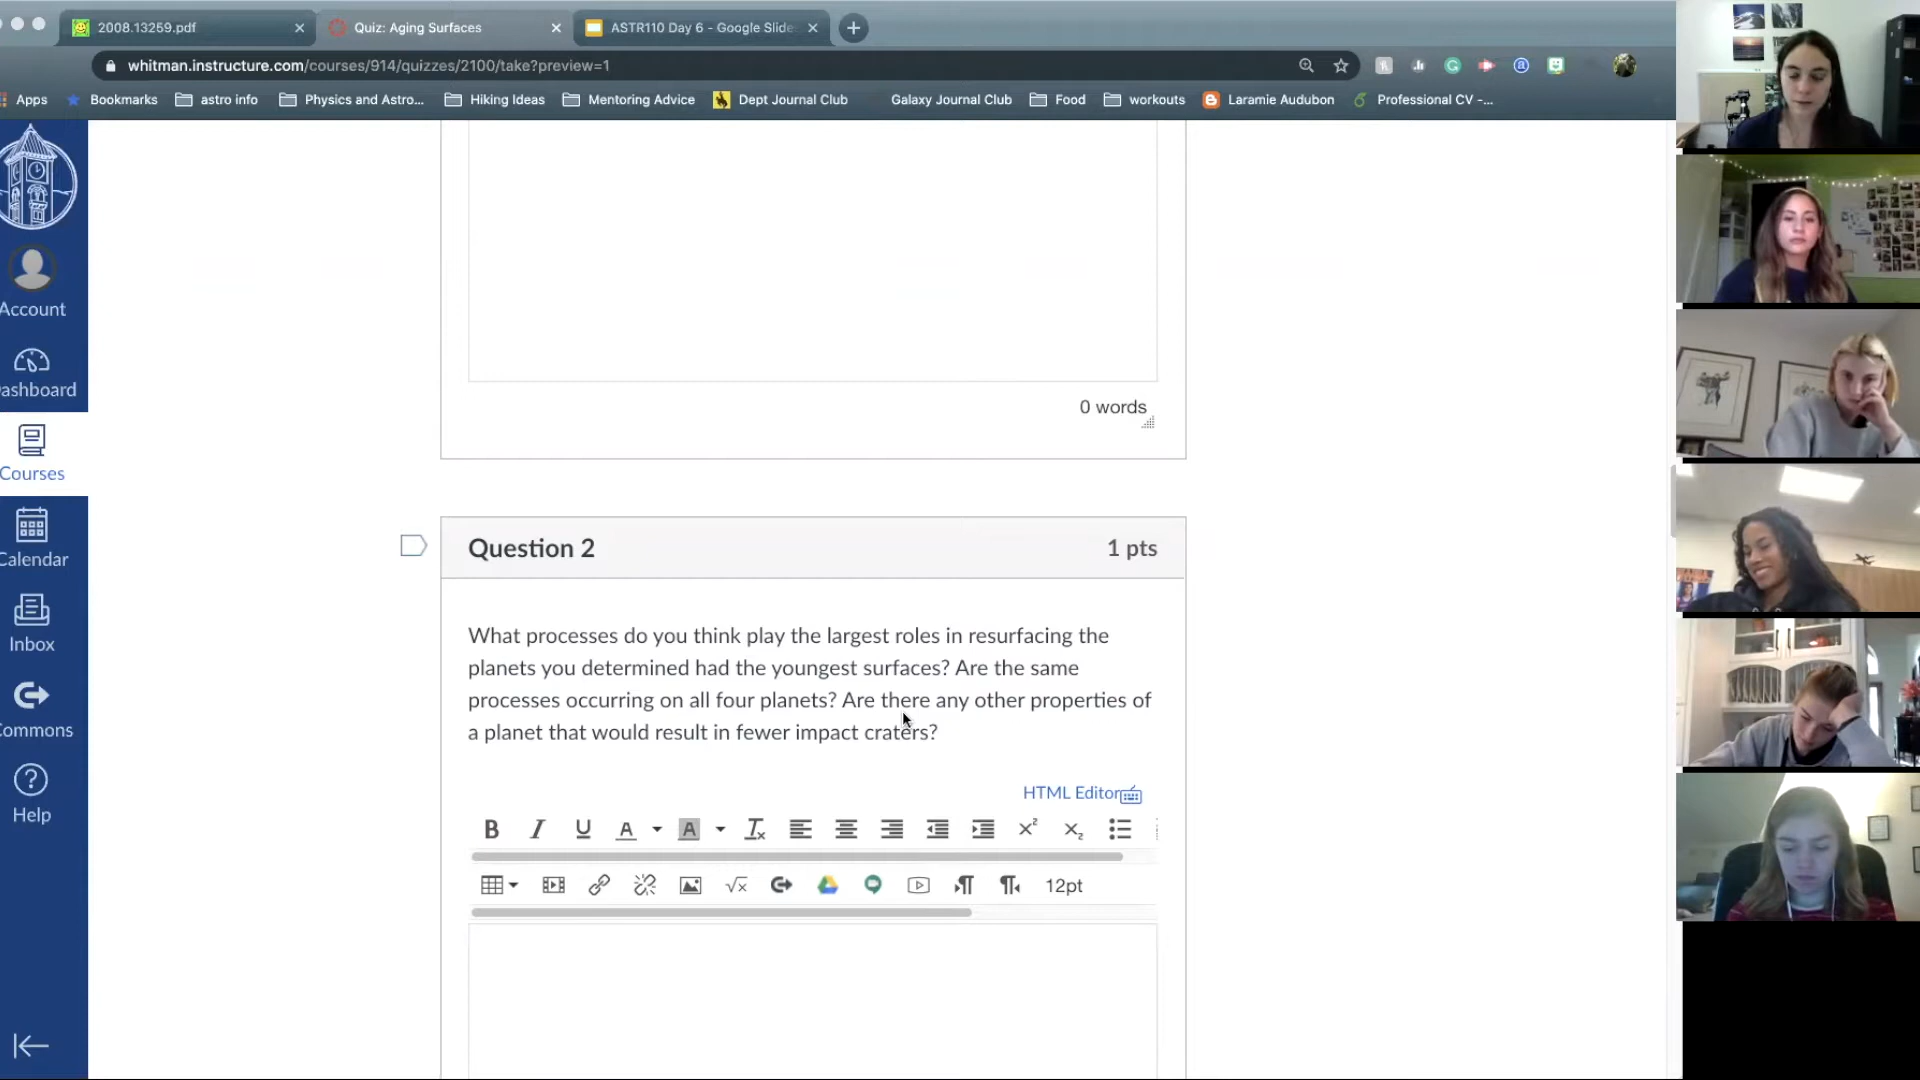 2008.13259.pdf
Quiz: Aging Surfaces
ASTR110 Day 6 - Google Slide
whitman.instructure.com/courses/914/quizzes/2100/take?preview=1
Apps
Bookmarks
astro info
Physics and Astro...
Hiking Ideas
Mentoring Advice
Dept Journal Club
Galaxy Journal Club
Food
workouts
Laramie Audubon
Professional CV -...
Account
ashboard
Courses
Calendar
Inbox
ommons
Help
0 words
Question 2
1 pts
What processes do you think play the largest roles in resurfacing the
planets you determined had the youngest surfaces? Are the same
processes occurring on all four planets? Are there any other properties of
a planet that would result in fewer impact craters?
HTML Editor
12pt